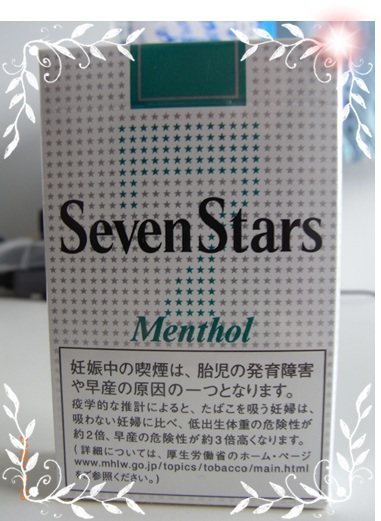 Seven Stars
Menthol
妊娠中の喫煙は、胎児の発育障害
や早産の原因の一つとなります。
疫学的な推計によると、たばこを吸う妊婦は、
吸わない妊婦に比べ、低出生体重の危険性が
約2倍、早産の危険性が約3倍高くなります。
(詳細については、厚生労働省のホーム・ページ
www.mhlw.go.jp/topics/tobacco/main.html
をご参照ください。)